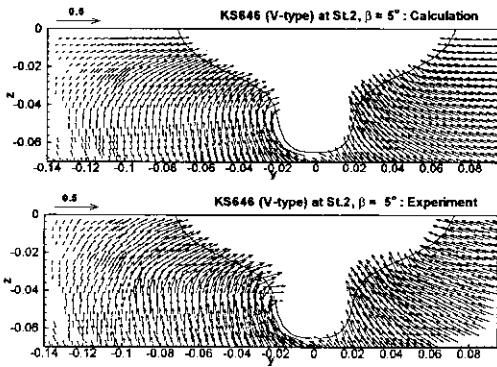 0.5 KS646 (V-type) at St.2, β = 5° : Calculation
0
-0.02
-0.04
-0.06
z
-0.14 -0.12 -0.1 -0.08 -0.06 -0.04 -0.02 0 0.02 0.04 0.06 0.08
y
0.5 KS646 (V-type) at St.2, β = 5° : Experiment
0
-0.02
-0.04
-0.06
z
-0.14 -0.12 -0.1 -0.08 -0.06 -0.04 -0.02 0 0.02 0.04 0.06 0.08
y